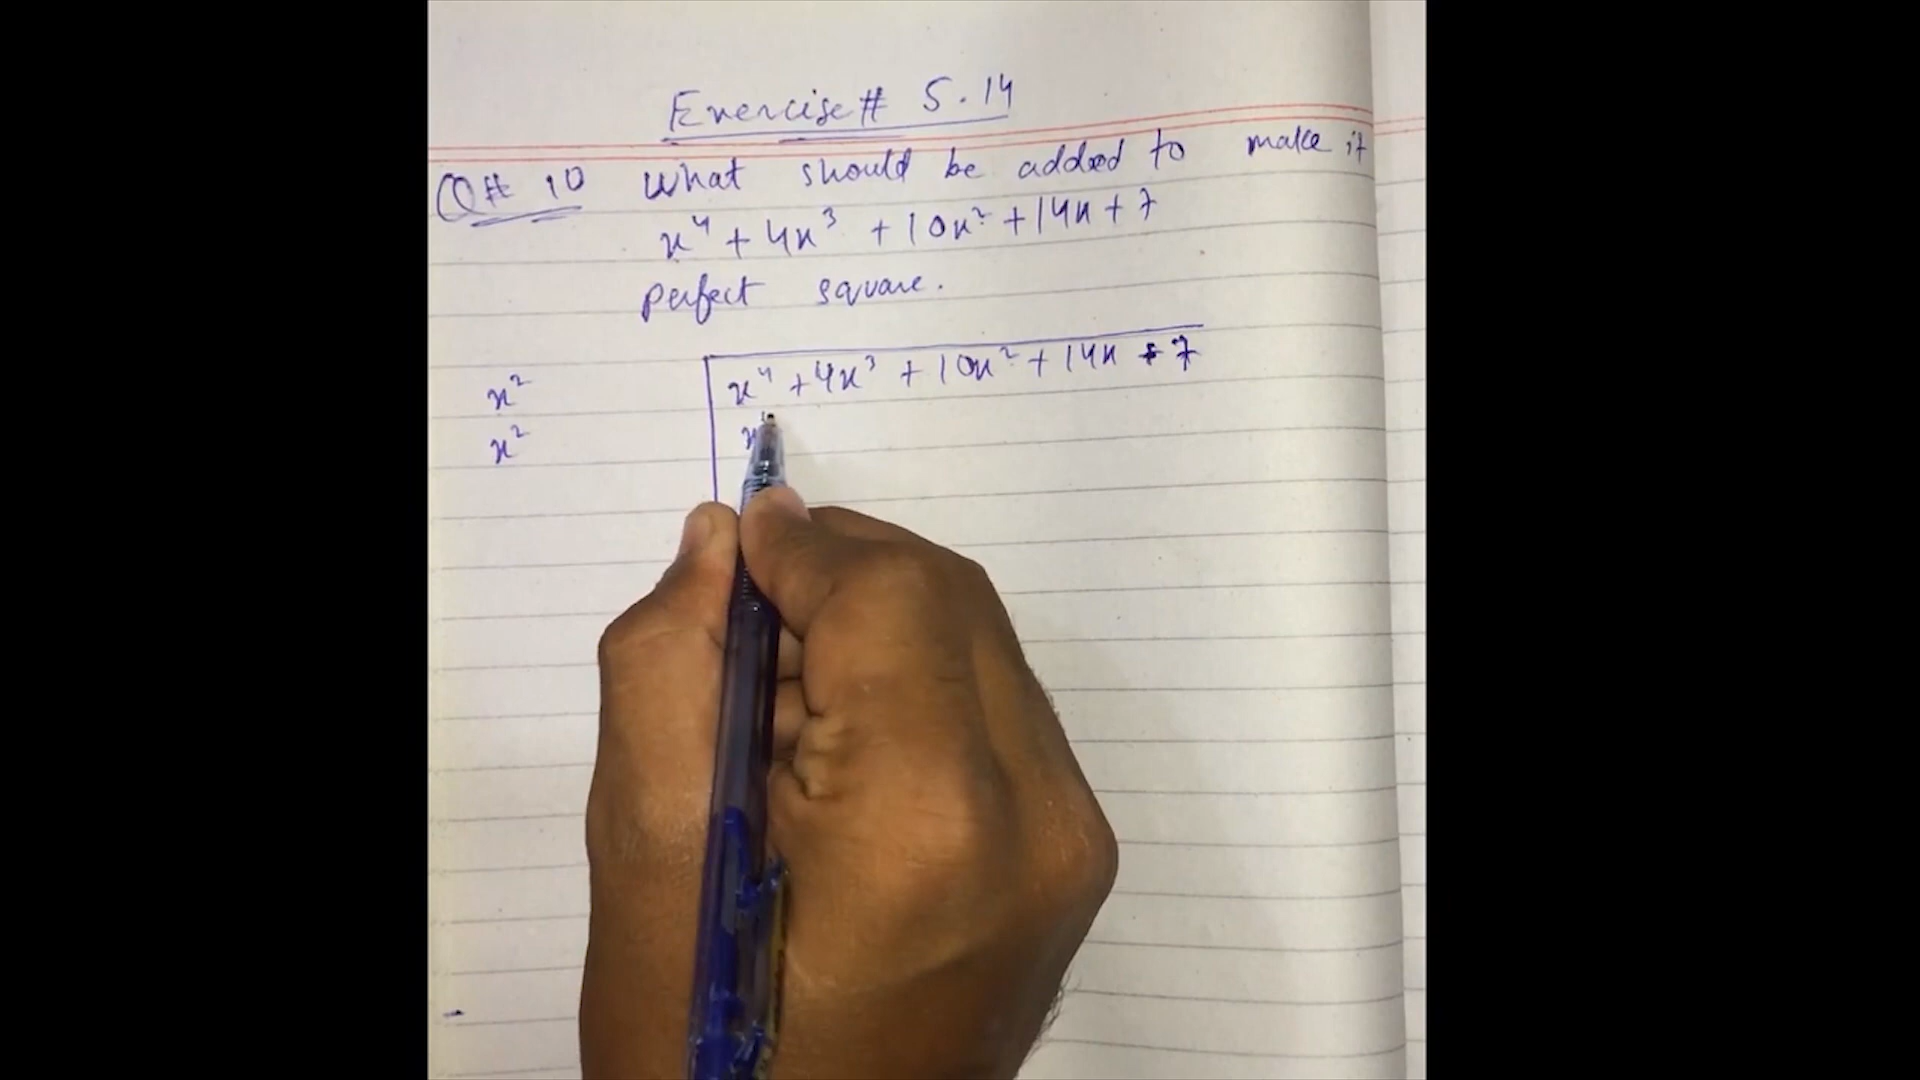 Exercise# 5.14
Q# 10 What should be added to make it
x⁴ + 4x³ + 10x² + 14x + 7
perfect square.
x² x⁴ + 4x³ + 10x² + 14x + 7
x² x